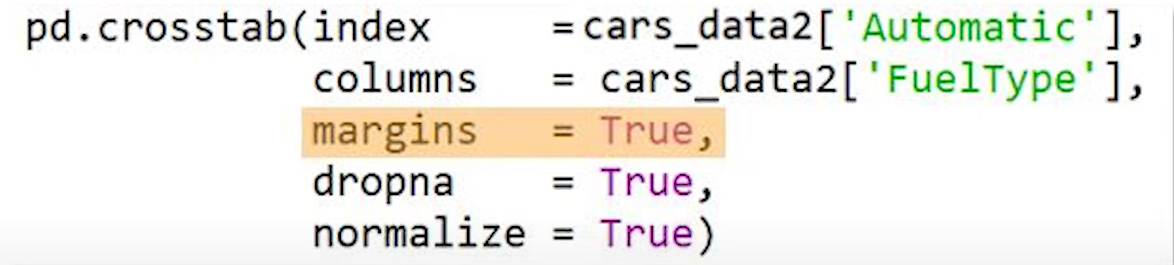 pd.crosstab(index =cars_data2['Automatic'],
columns = cars_data2['FuelType'],
margins = True,
dropna = True,
normalize = True)